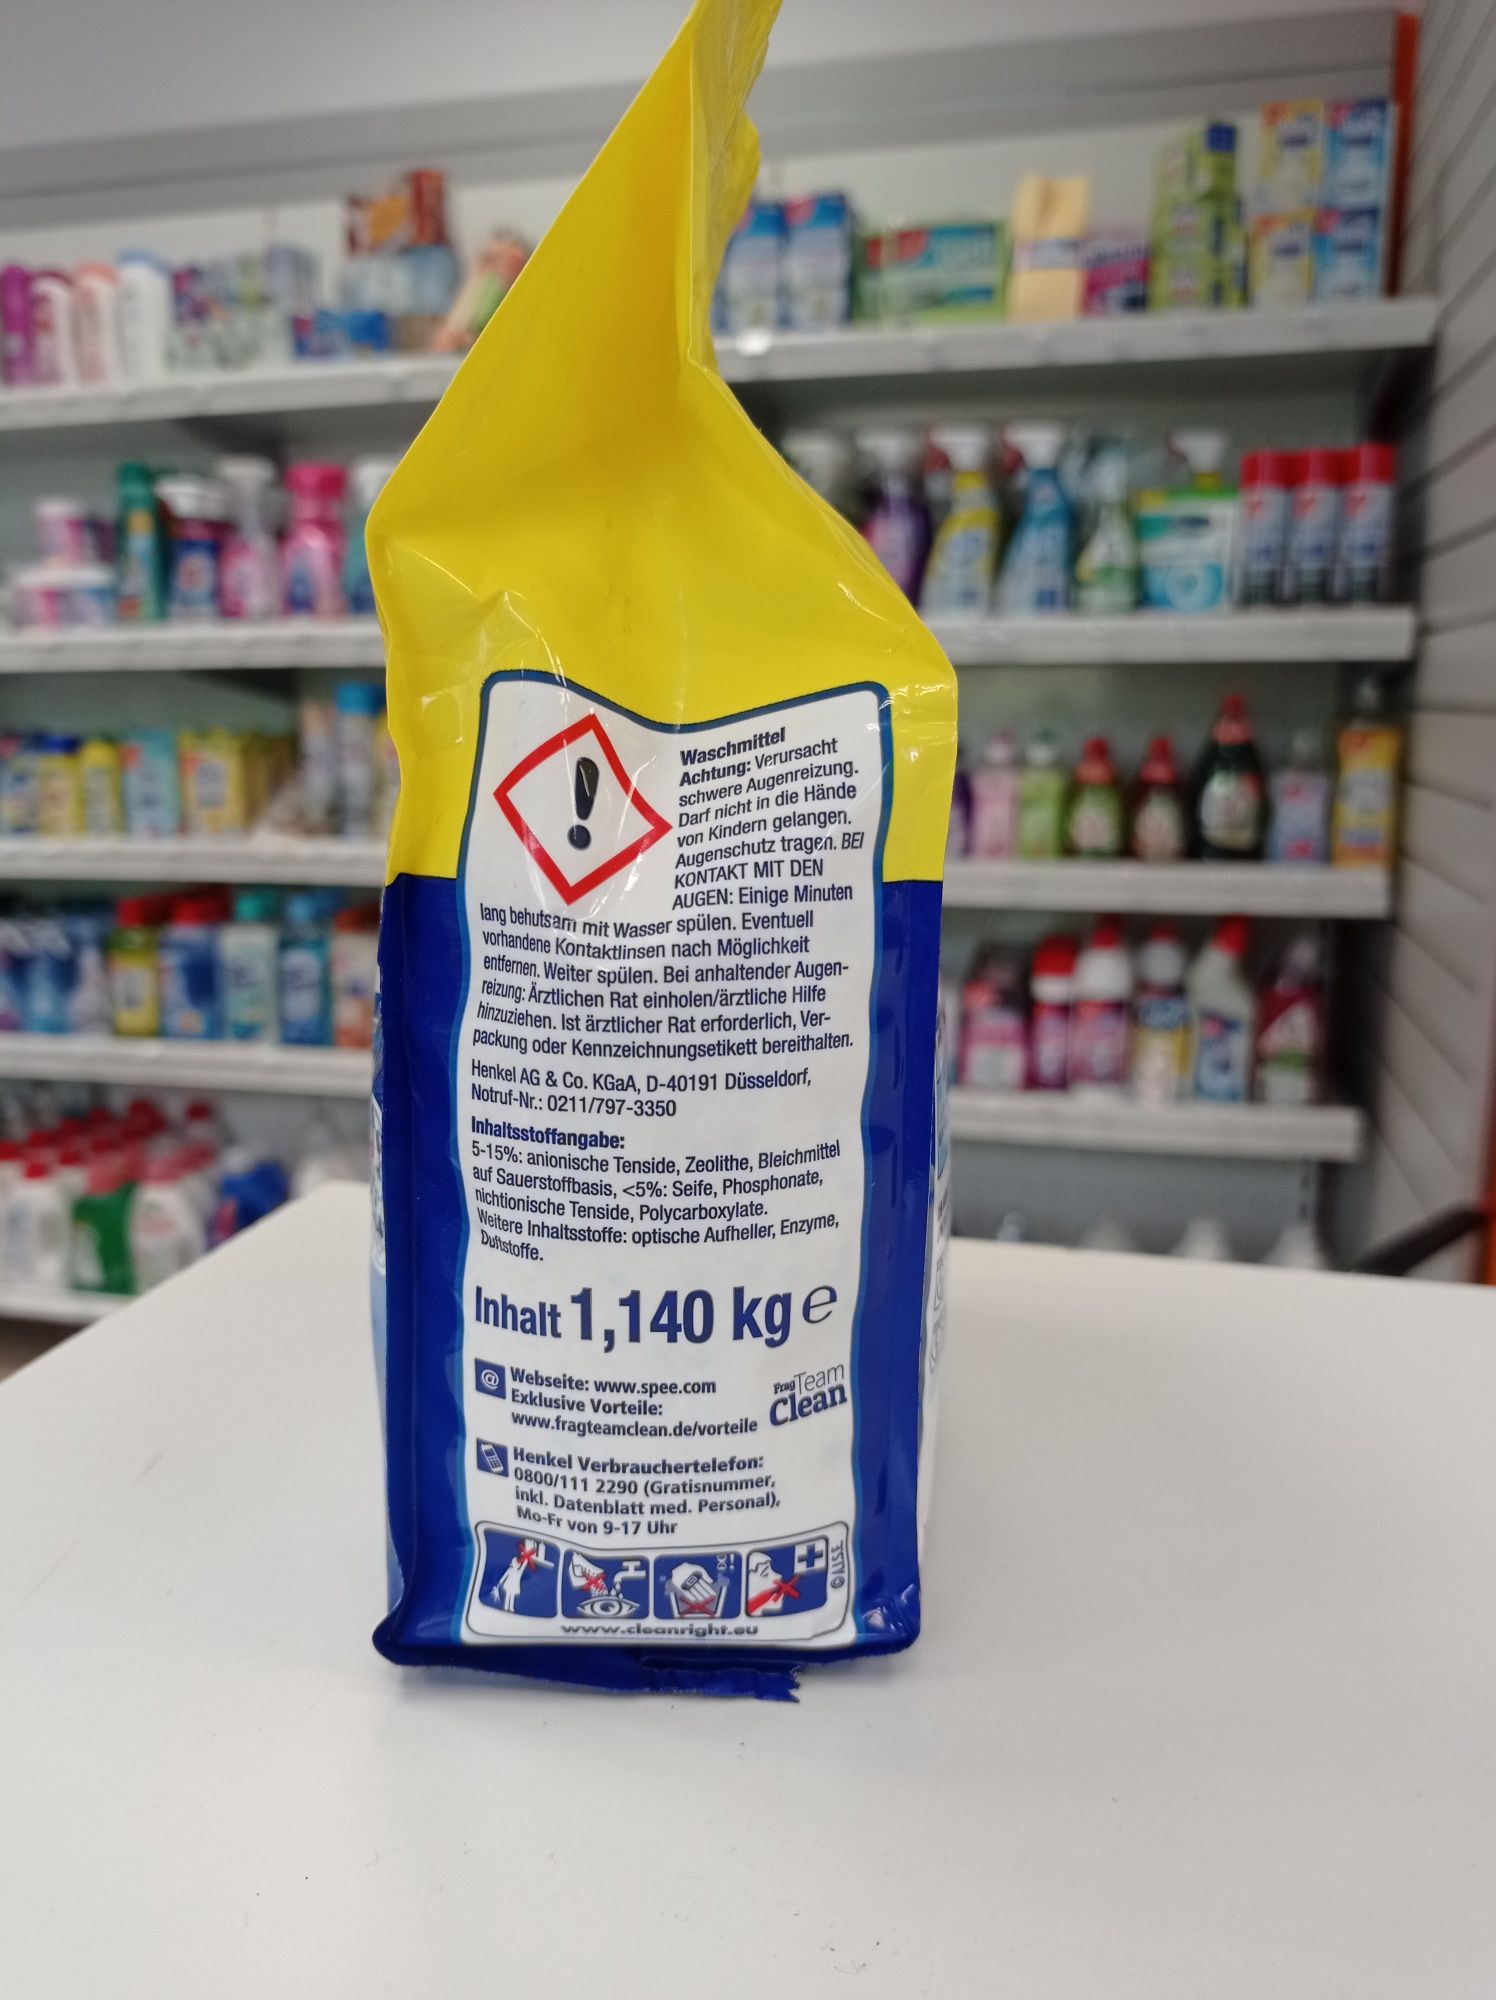 Waschmittel
Achtung: Verursacht
schwere Augenreizung.
Darf nicht in die Hände
von Kindern gelangen.
Augenschutz tragen. BEI
KONTAKT MIT DEN
AUGEN: Einige Minuten
lang behutsam mit Wasser spülen. Eventuell
vorhandene Kontaktlinsen nach Möglichkeit
entfernen. Weiter spülen. Bei anhaltender Augen-
reizung: Ärztlichen Rat einholen/ärztliche Hilfe
hinzuziehen. Ist ärztlicher Rat erforderlich, Ver-
packung oder Kennzeichnungsetikett bereithalten.
Henkel AG & Co. KGaA, D-40191 Düsseldorf,
Notruf-Nr.: 0211/797-3350
Inhaltsstoffangabe:
5-15%: anionische Tenside, Zeolithe, Bleichmittel
auf Sauerstoffbasis, <5%: Seife, Phosphonate,
nichtionische Tenside, Polycarboxylate.
Weitere Inhaltsstoffe: optische Aufheller, Enzyme,
Duftstoffe.
Inhalt 1,140 kg e
@ Webseite: www.spee.com
Exklusive Vorteile:
www.fragteamclean.de/vorteile
Frag Team
Clean
Henkel Verbrauchertelefon:
0800/111 2290 (Gratisnummer,
inkl. Datenblatt med. Personal),
Mo-Fr von 9-17 Uhr
© A.I.S.E.
www.cleanright.eu